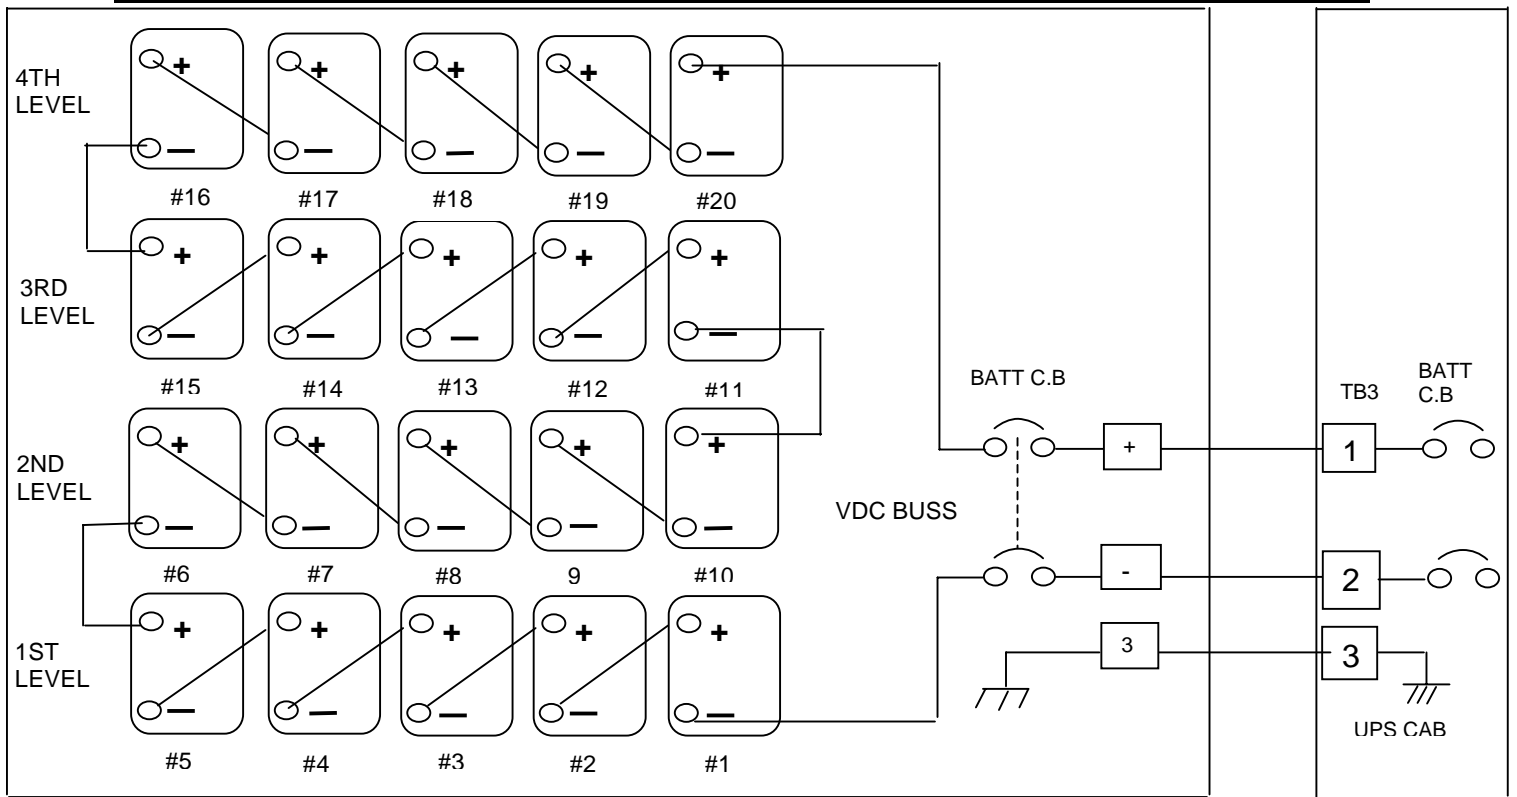 4TH
LEVEL
+ + + + +
— — — — —
#16 #17 #18 #19 #20
3RD
LEVEL
+ + + + +
— — — — —
#15 #14 #13 #12 #11
2ND
LEVEL
+ + + + +
— — — — —
#6 #7 #8 9 #10
1ST
LEVEL
+ + + + +
— — — — —
#5 #4 #3 #2 #1
BATT C.B
+
VDC BUSS
-
3
TB3
BATT
C.B
1
2
3
UPS CAB